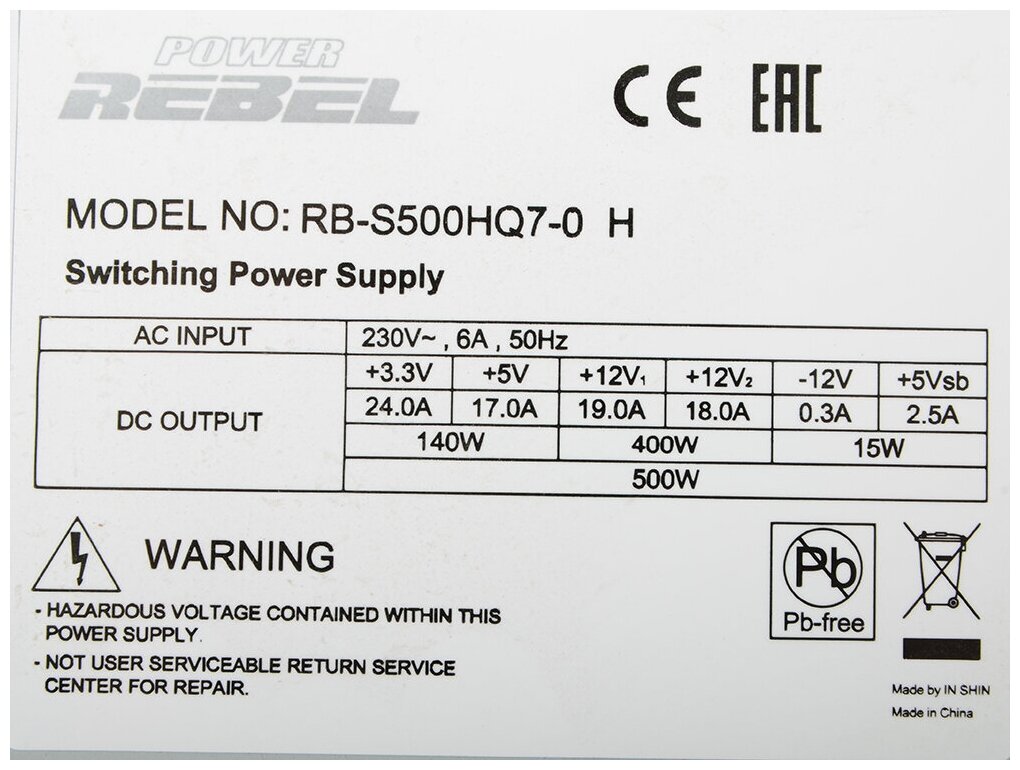 POWER
REBEL
CE EAC
MODEL NO: RB-S500HQ7-0 H
Switching Power Supply
AC INPUT 230V~ , 6A , 50Hz
DC OUTPUT
+3.3V +5V +12V₁ +12V₂ -12V +5Vsb
24.0A 17.0A 19.0A 18.0A 0.3A 2.5A
140W 400W 15W
500W
WARNING
- HAZARDOUS VOLTAGE CONTAINED WITHIN THIS
POWER SUPPLY.
- NOT USER SERVICEABLE RETURN SERVICE
CENTER FOR REPAIR.
Pb
Pb-free
Made by IN SHIN
Made in China